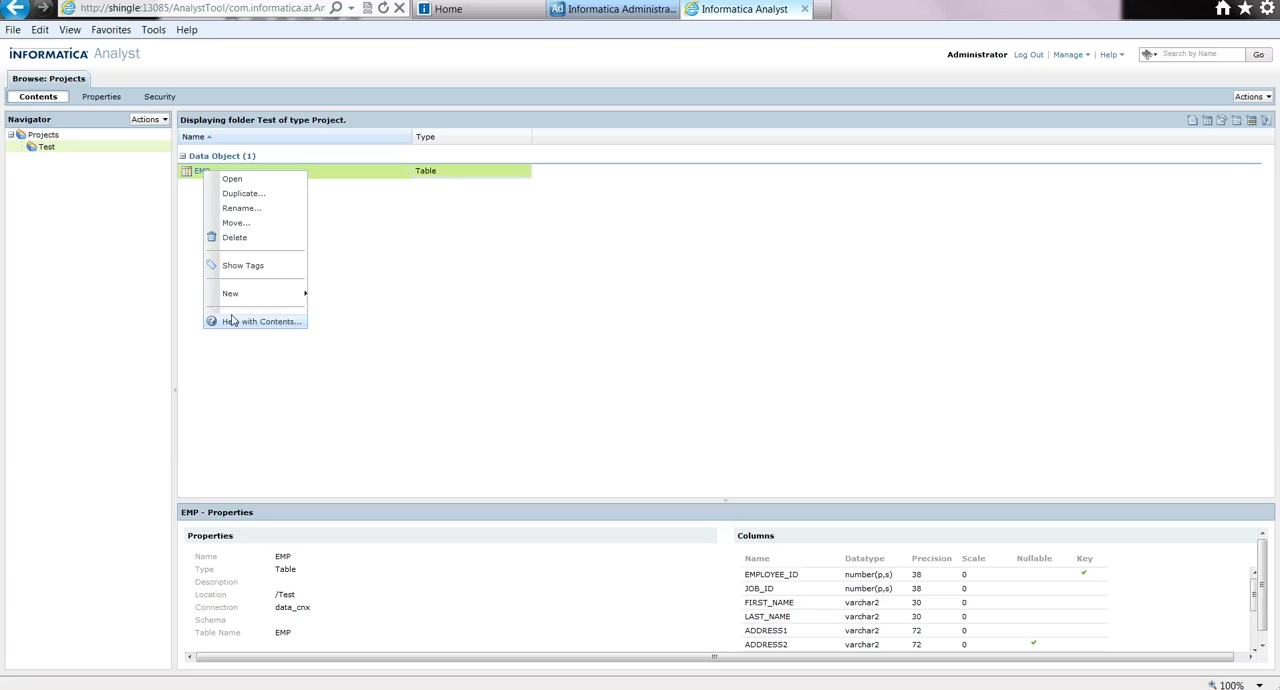 http://shingle:13085/AnalystTool/com.informatica.at.An
Home
Informatica Administra...
Informatica Analyst
File Edit View Favorites Tools Help
INFORMATICA Analyst
Administrator Log Out | Manage | Help
Search by Name
Go
Browse: Projects
Contents Properties Security
Actions
Navigator
Actions
Displaying folder Test of type Project.
Projects
Test
Name Type
Data Object (1)
EMP Table
Open
Duplicate...
Rename...
Move...
Delete
Show Tags
New
with Contents...
EMP - Properties
Properties
Name EMP
Type Table
Description
Location /Test
Connection data_cnx
Schema
Table Name EMP
Columns
Name Datatype Precision Scale Nullable Key
EMPLOYEE_ID number(p,s) 38 0
JOB_ID number(p,s) 38 0
FIRST_NAME varchar2 30 0
LAST_NAME varchar2 30 0
ADDRESS1 varchar2 72 0
ADDRESS2 varchar2 72 0
100%